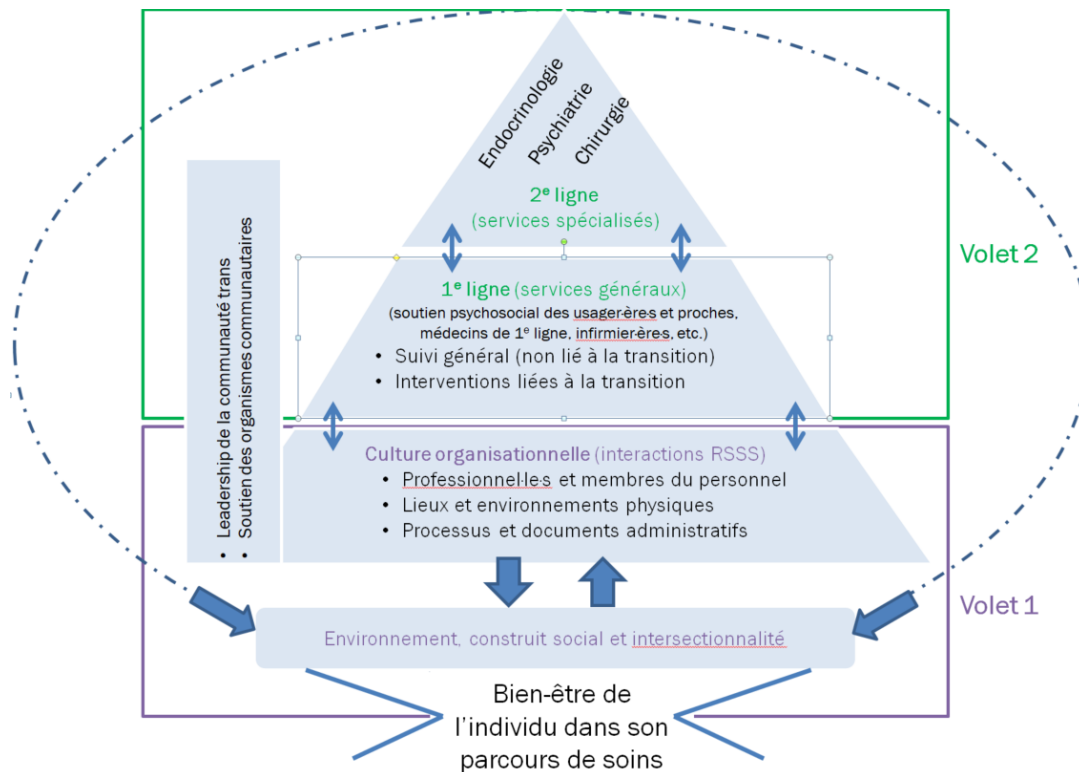 Endocrinologie
Psychiatrie
Chirurgie
2e ligne
(services spécialisés)
Volet 2
1e ligne (services généraux)
(soutien psychosocial des usager·ère·s et proches,
médecins de 1e ligne, infirmier·ère·s, etc.)
• Suivi général (non lié à la transition)
• Interventions liées à la transition
• Leadership de la communauté trans
• Soutien des organismes communautaires
Culture organisationnelle (interactions RSSS)
• Professionnel·le·s et membres du personnel
• Lieux et environnements physiques
• Processus et documents administratifs
Volet 1
Environnement, construit social et intersectionnalité
Bien-être de
l'individu dans son
parcours de soins